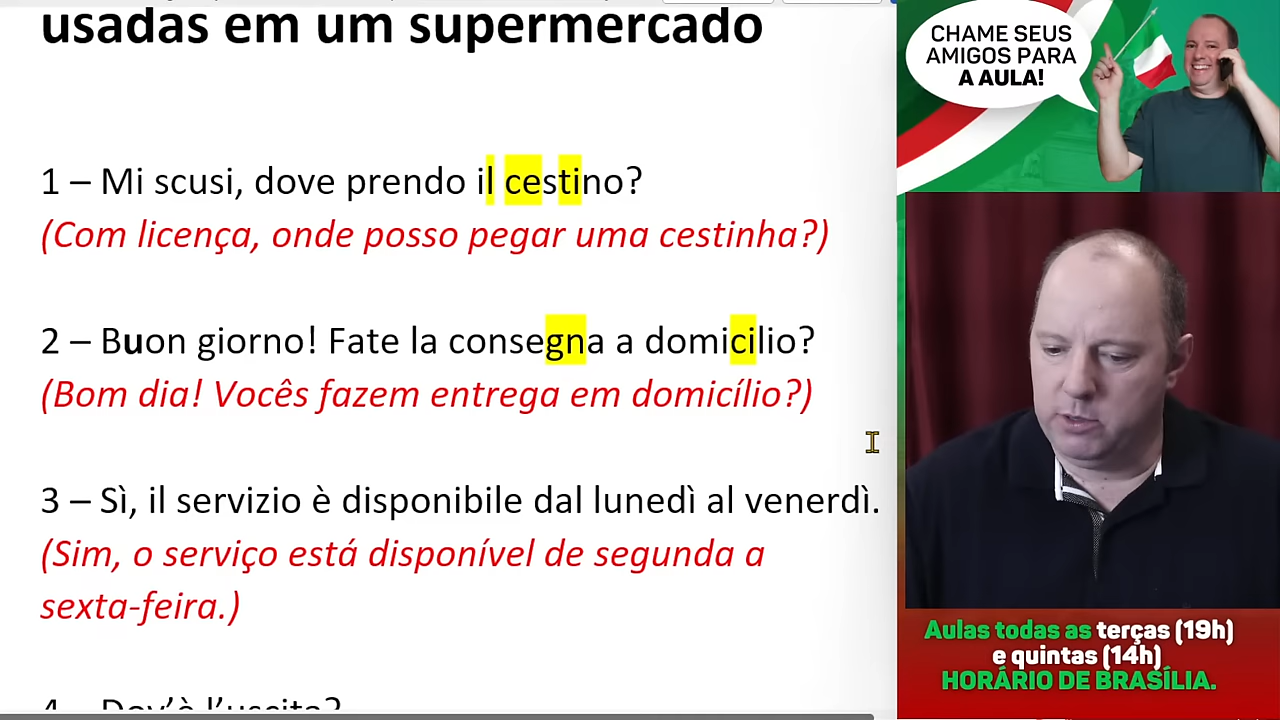 usadas em um supermercado
1 – Mi scusi, dove prendo il cestino?
(Com licença, onde posso pegar uma cestinha?)
2 – Buon giorno! Fate la consegna a domicilio?
(Bom dia! Vocês fazem entrega em domicílio?)
3 – Sì, il servizio è disponibile dal lunedì al venerdì.
(Sim, o serviço está disponível de segunda a
sexta-feira.)
4 – Dov’è l’uscita?
CHAME SEUS
AMIGOS PARA
A AULA!
Aulas todas as terças (19h)
e quintas (14h)
HORÁRIO DE BRASÍLIA.